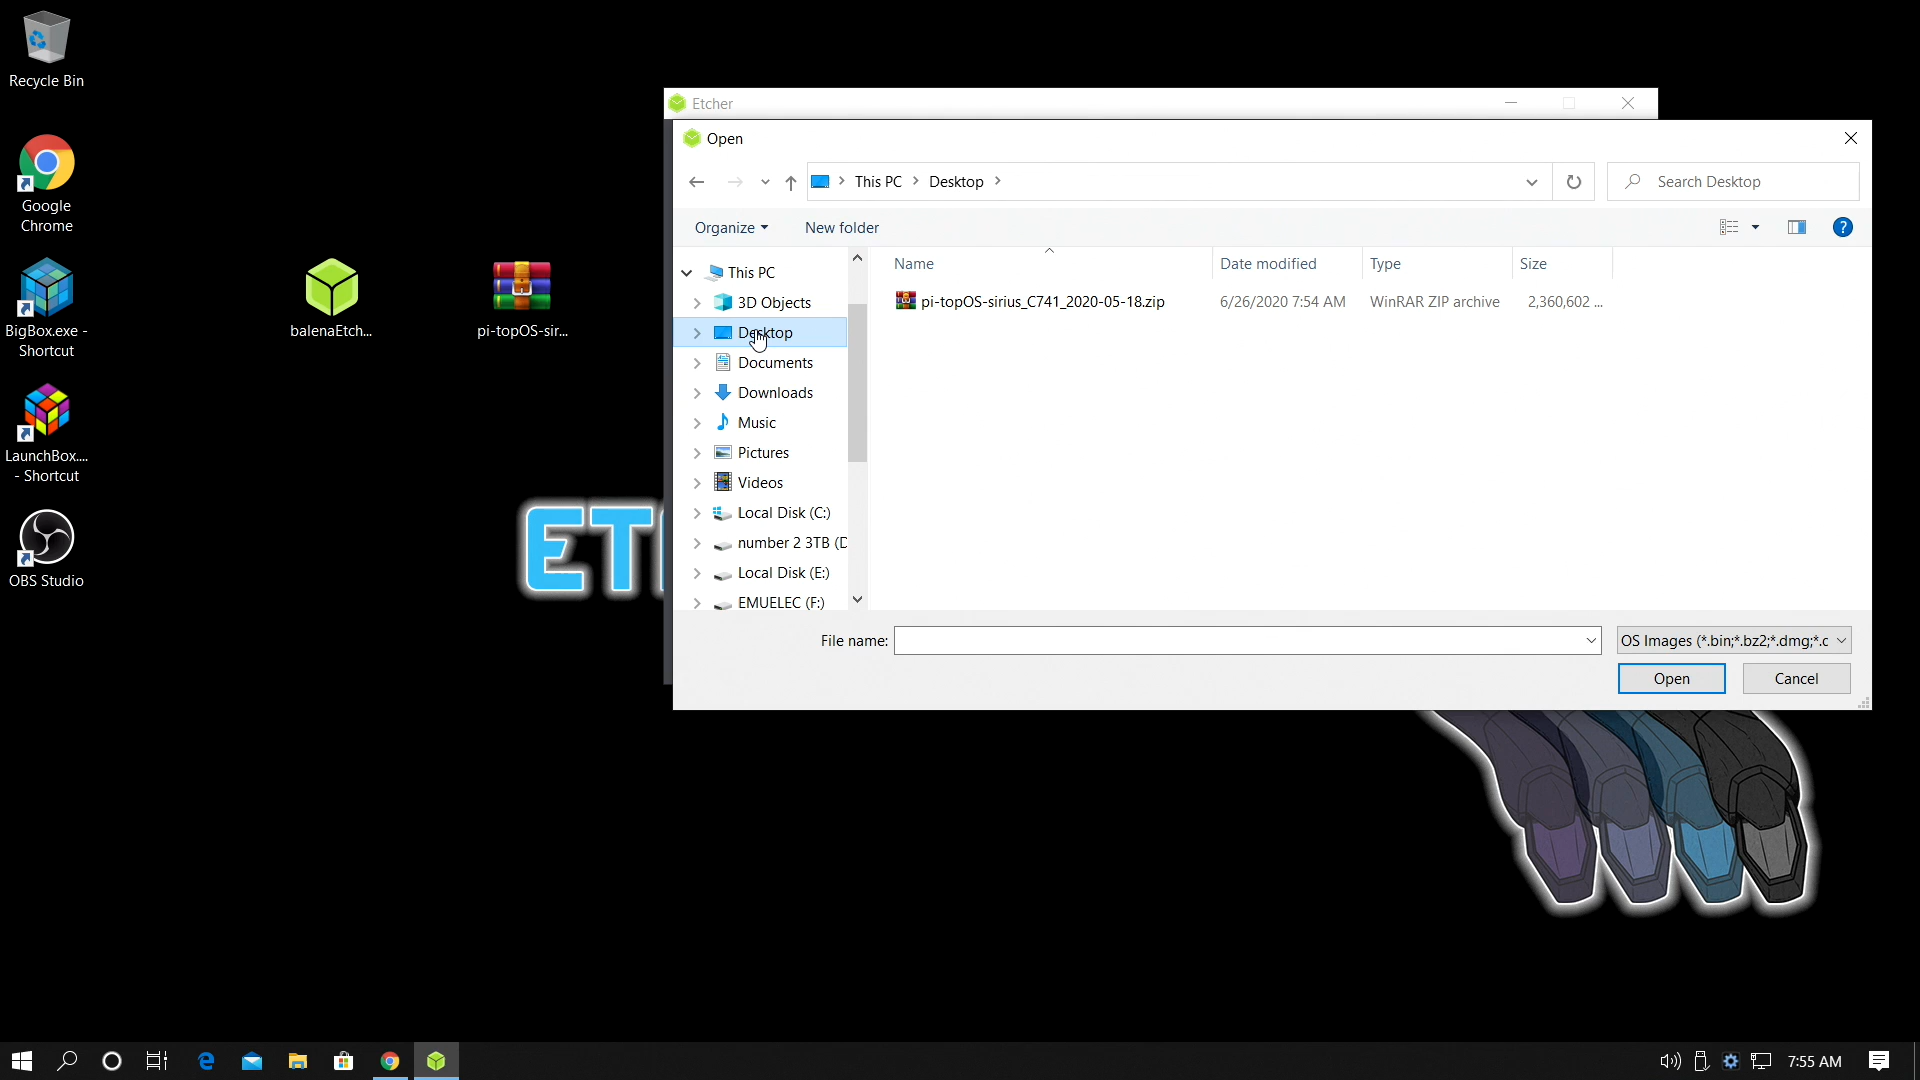 Recycle Bin
Google
Chrome
BigBox.exe -
Shortcut
LaunchBox....
- Shortcut
OBS Studio
balenaEtch...
pi-topOS-sir...
Etcher
Open
This PC
Desktop
Search Desktop
Organize
New folder
Name
Date modified
Type
Size
This PC
3D Objects
Desktop
Documents
Downloads
Music
Pictures
Videos
Local Disk (C:)
number 2 3TB (D
Local Disk (E:)
EMUELEC (F:)
pi-topOS-sirius_C741_2020-05-18.zip
6/26/2020 7:54 AM
WinRAR ZIP archive
2,360,602 ...
File name:
OS Images (*.bin;*.bz2;*.dmg;*.c
Open
Cancel
ET
7:55 AM